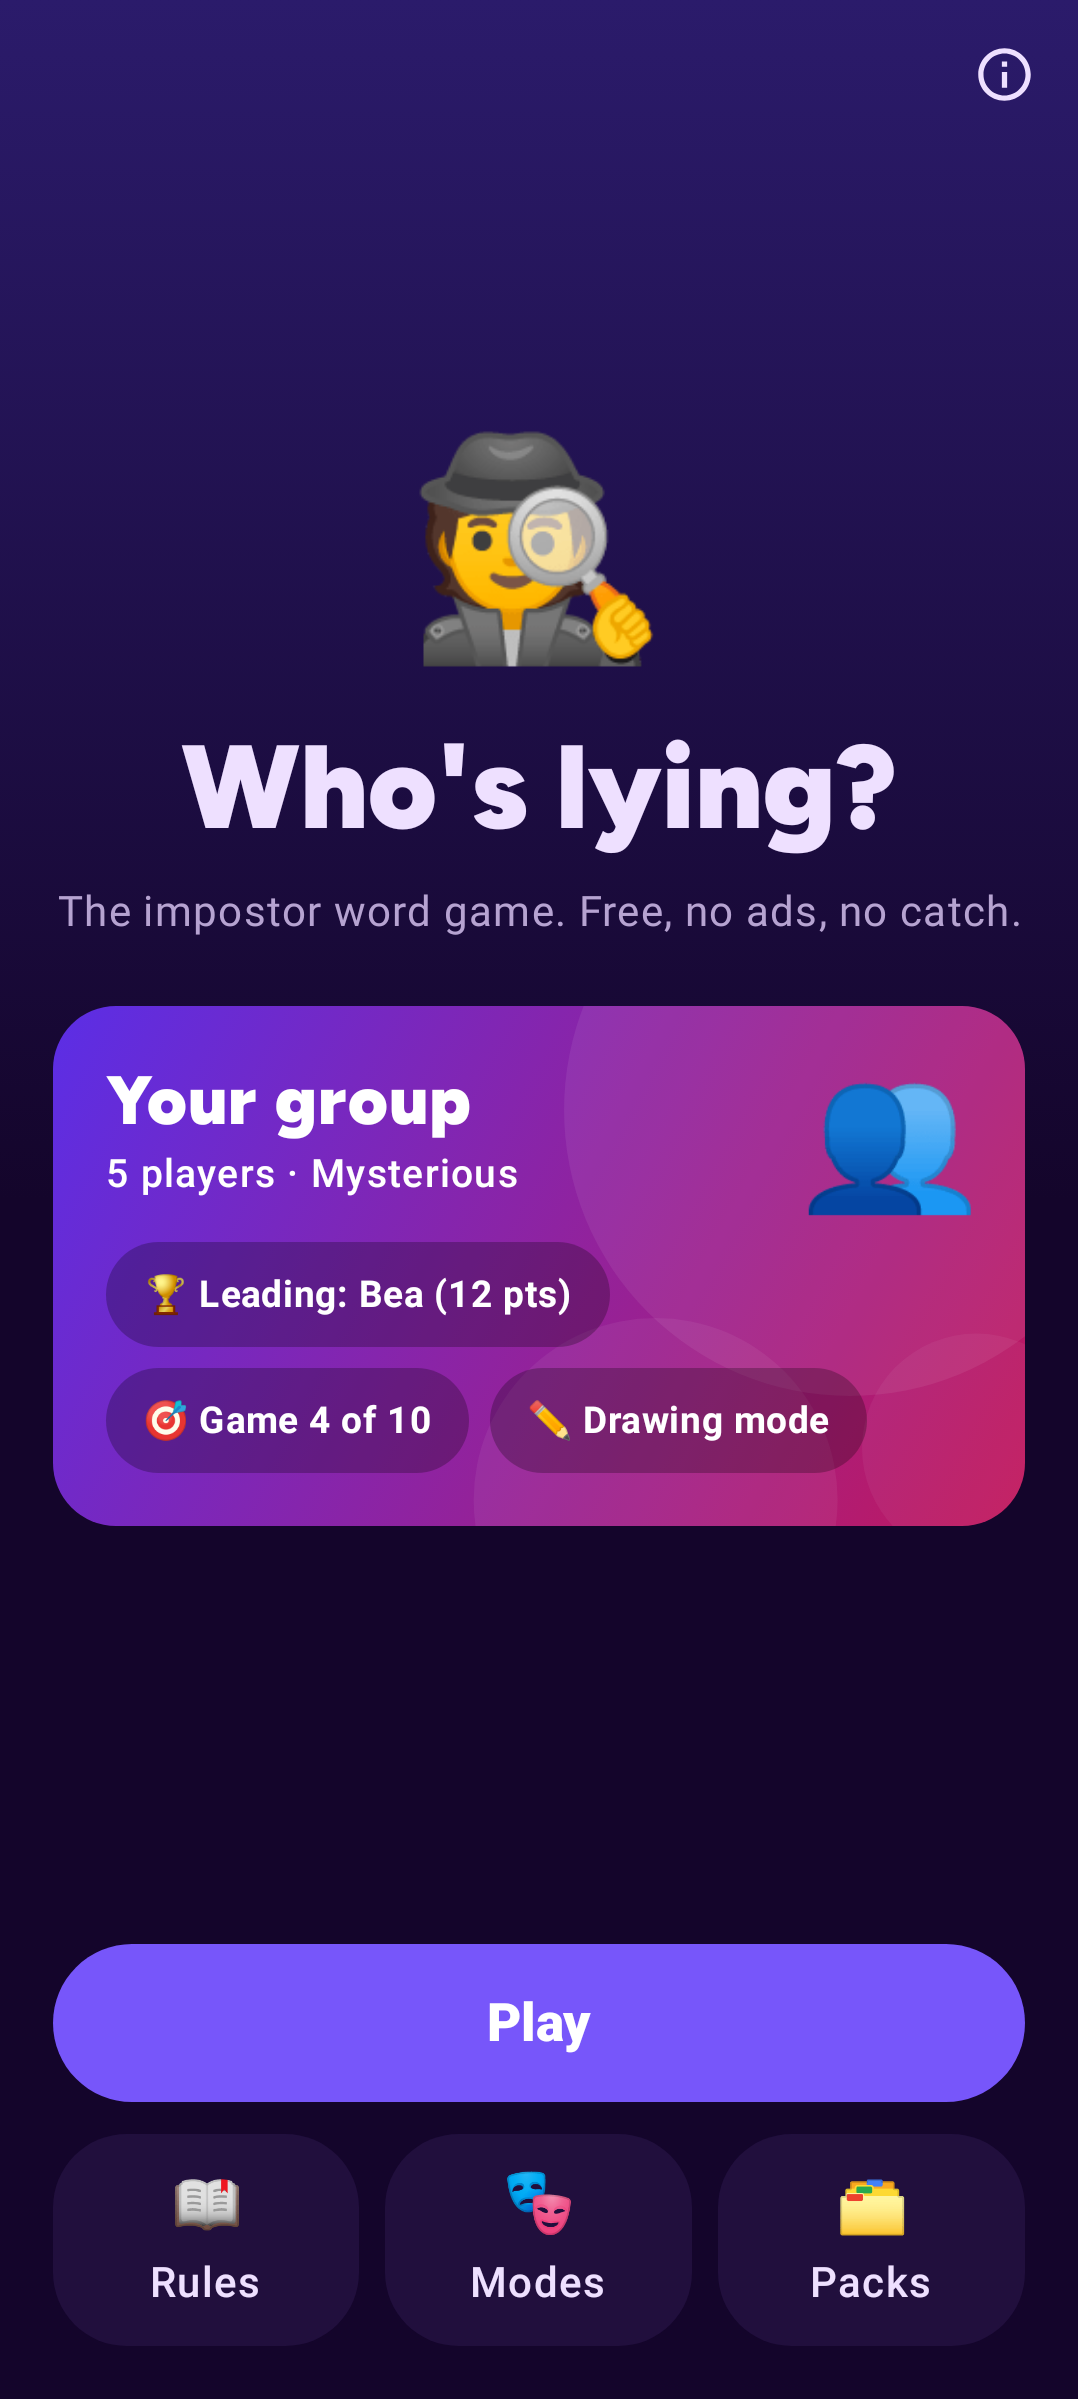 Who's lying?
The impostor word game. Free, no ads, no catch.
Your group
5 players · Mysterious
🏆 Leading: Bea (12 pts)
🎯 Game 4 of 10
✏️ Drawing mode
Play
Rules
Modes
Packs